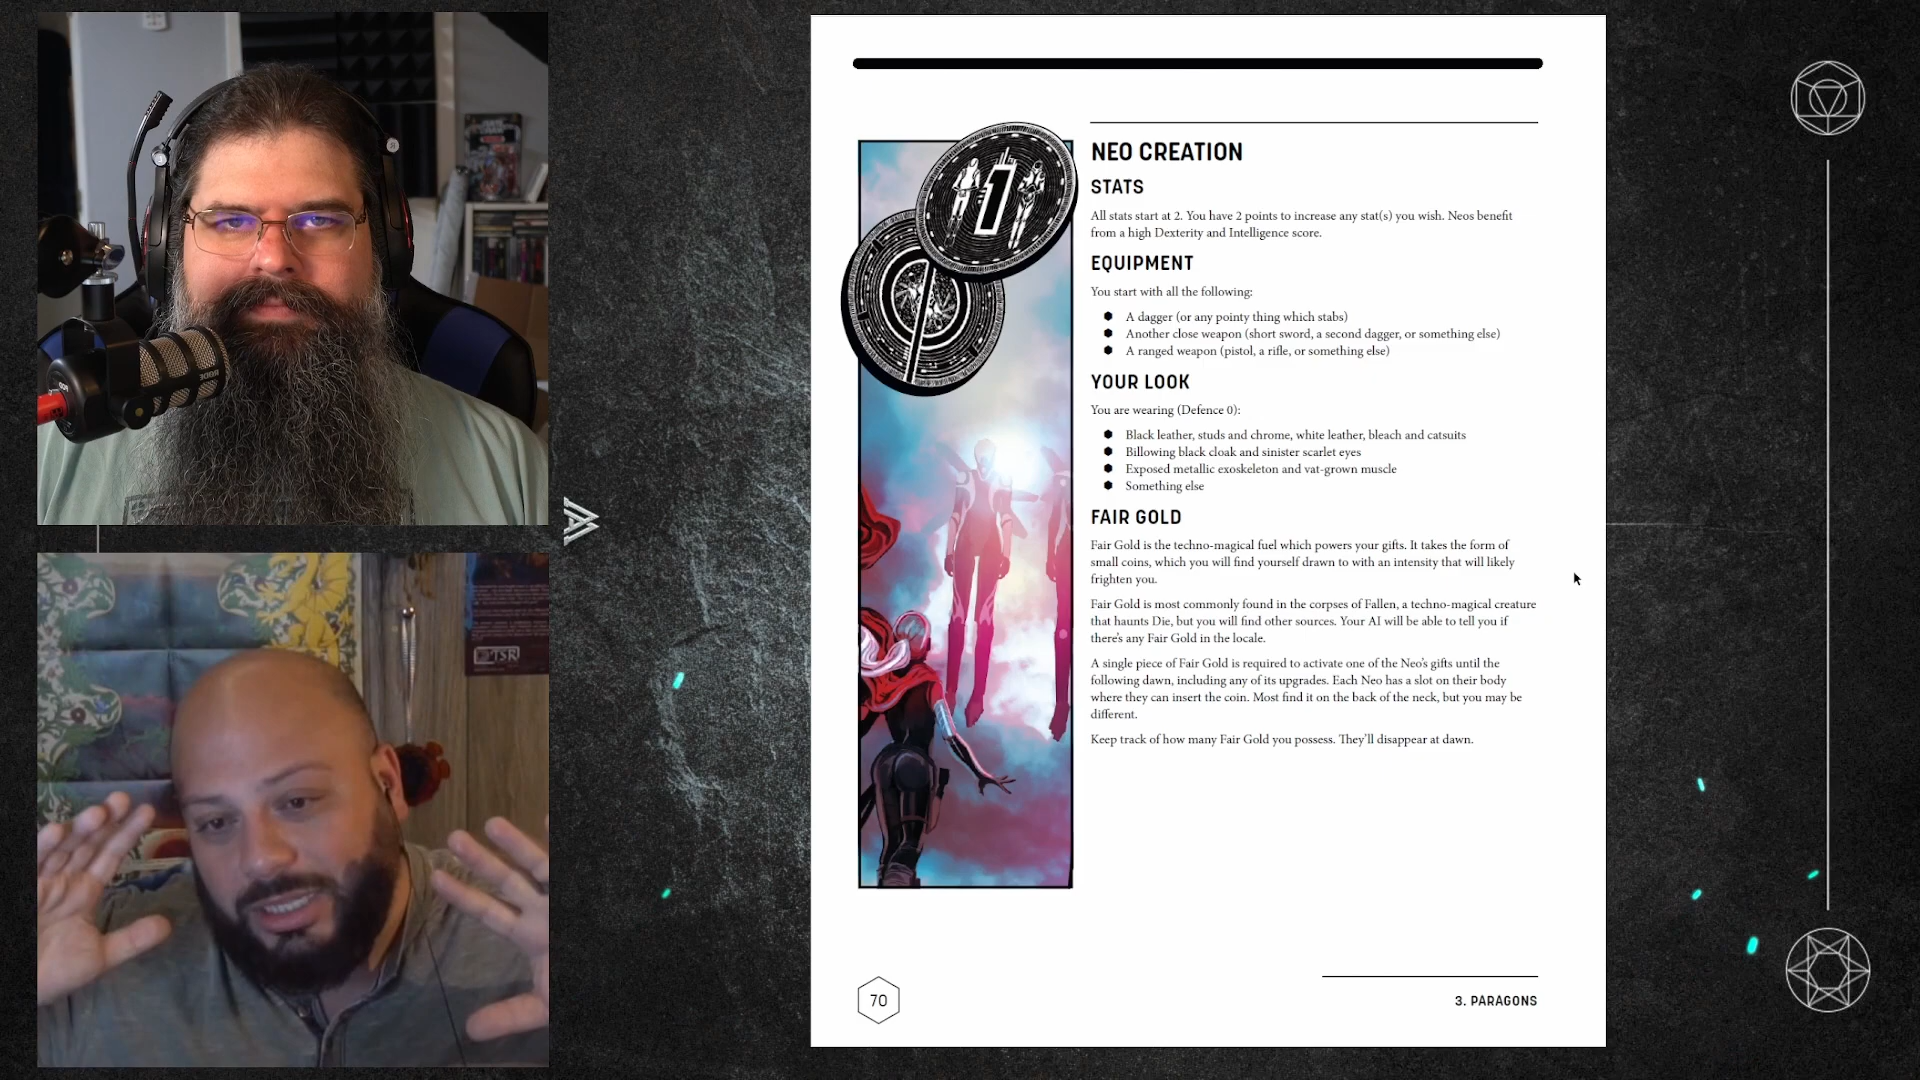 RODE
TSR
1
NEO CREATION
STATS
All stats start at 2. You have 2 points to increase any stat(s) you wish. Neos benefit
from a high Dexterity and Intelligence score.
EQUIPMENT
You start with all the following:
A dagger (or any pointy thing which stabs)
Another close weapon (short sword, a second dagger, or something else)
A ranged weapon (pistol, a rifle, or something else)
YOUR LOOK
You are wearing (Defence 0):
Black leather, studs and chrome, white leather, bleach and catsuits
Billowing black cloak and sinister scarlet eyes
Exposed metallic exoskeleton and vat-grown muscle
Something else
FAIR GOLD
Fair Gold is the techno-magical fuel which powers your gifts. It takes the form of
small coins, which you will find yourself drawn to with an intensity that will likely
frighten you.
Fair Gold is most commonly found in the corpses of Fallen, a techno-magical creature
that haunts Die, but you will find other sources. Your AI will be able to tell you if
there's any Fair Gold in the locale.
A single piece of Fair Gold is required to activate one of the Neo's gifts until the
following dawn, including any of its upgrades. Each Neo has a slot on their body
where they can insert the coin. Most find it on the back of the neck, but you may be
different.
Keep track of how many Fair Gold you possess. They'll disappear at dawn.
70
3. PARAGONS